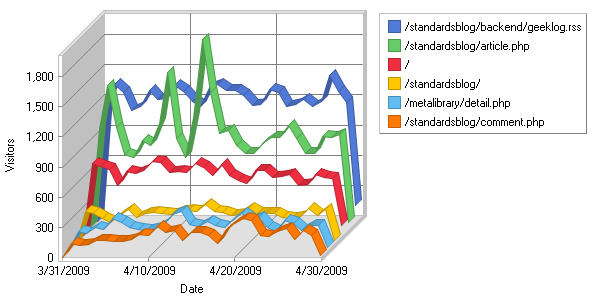 /standardsblog/backend/geeklog.rss
/standardsblog/article.php
/
/standardsblog/
/metalibrary/detail.php
/standardsblog/comment.php
1,800
1,500
1,200
900
600
300
0
Visitors
3/31/2009 4/10/2009 4/20/2009 4/30/2009
Date